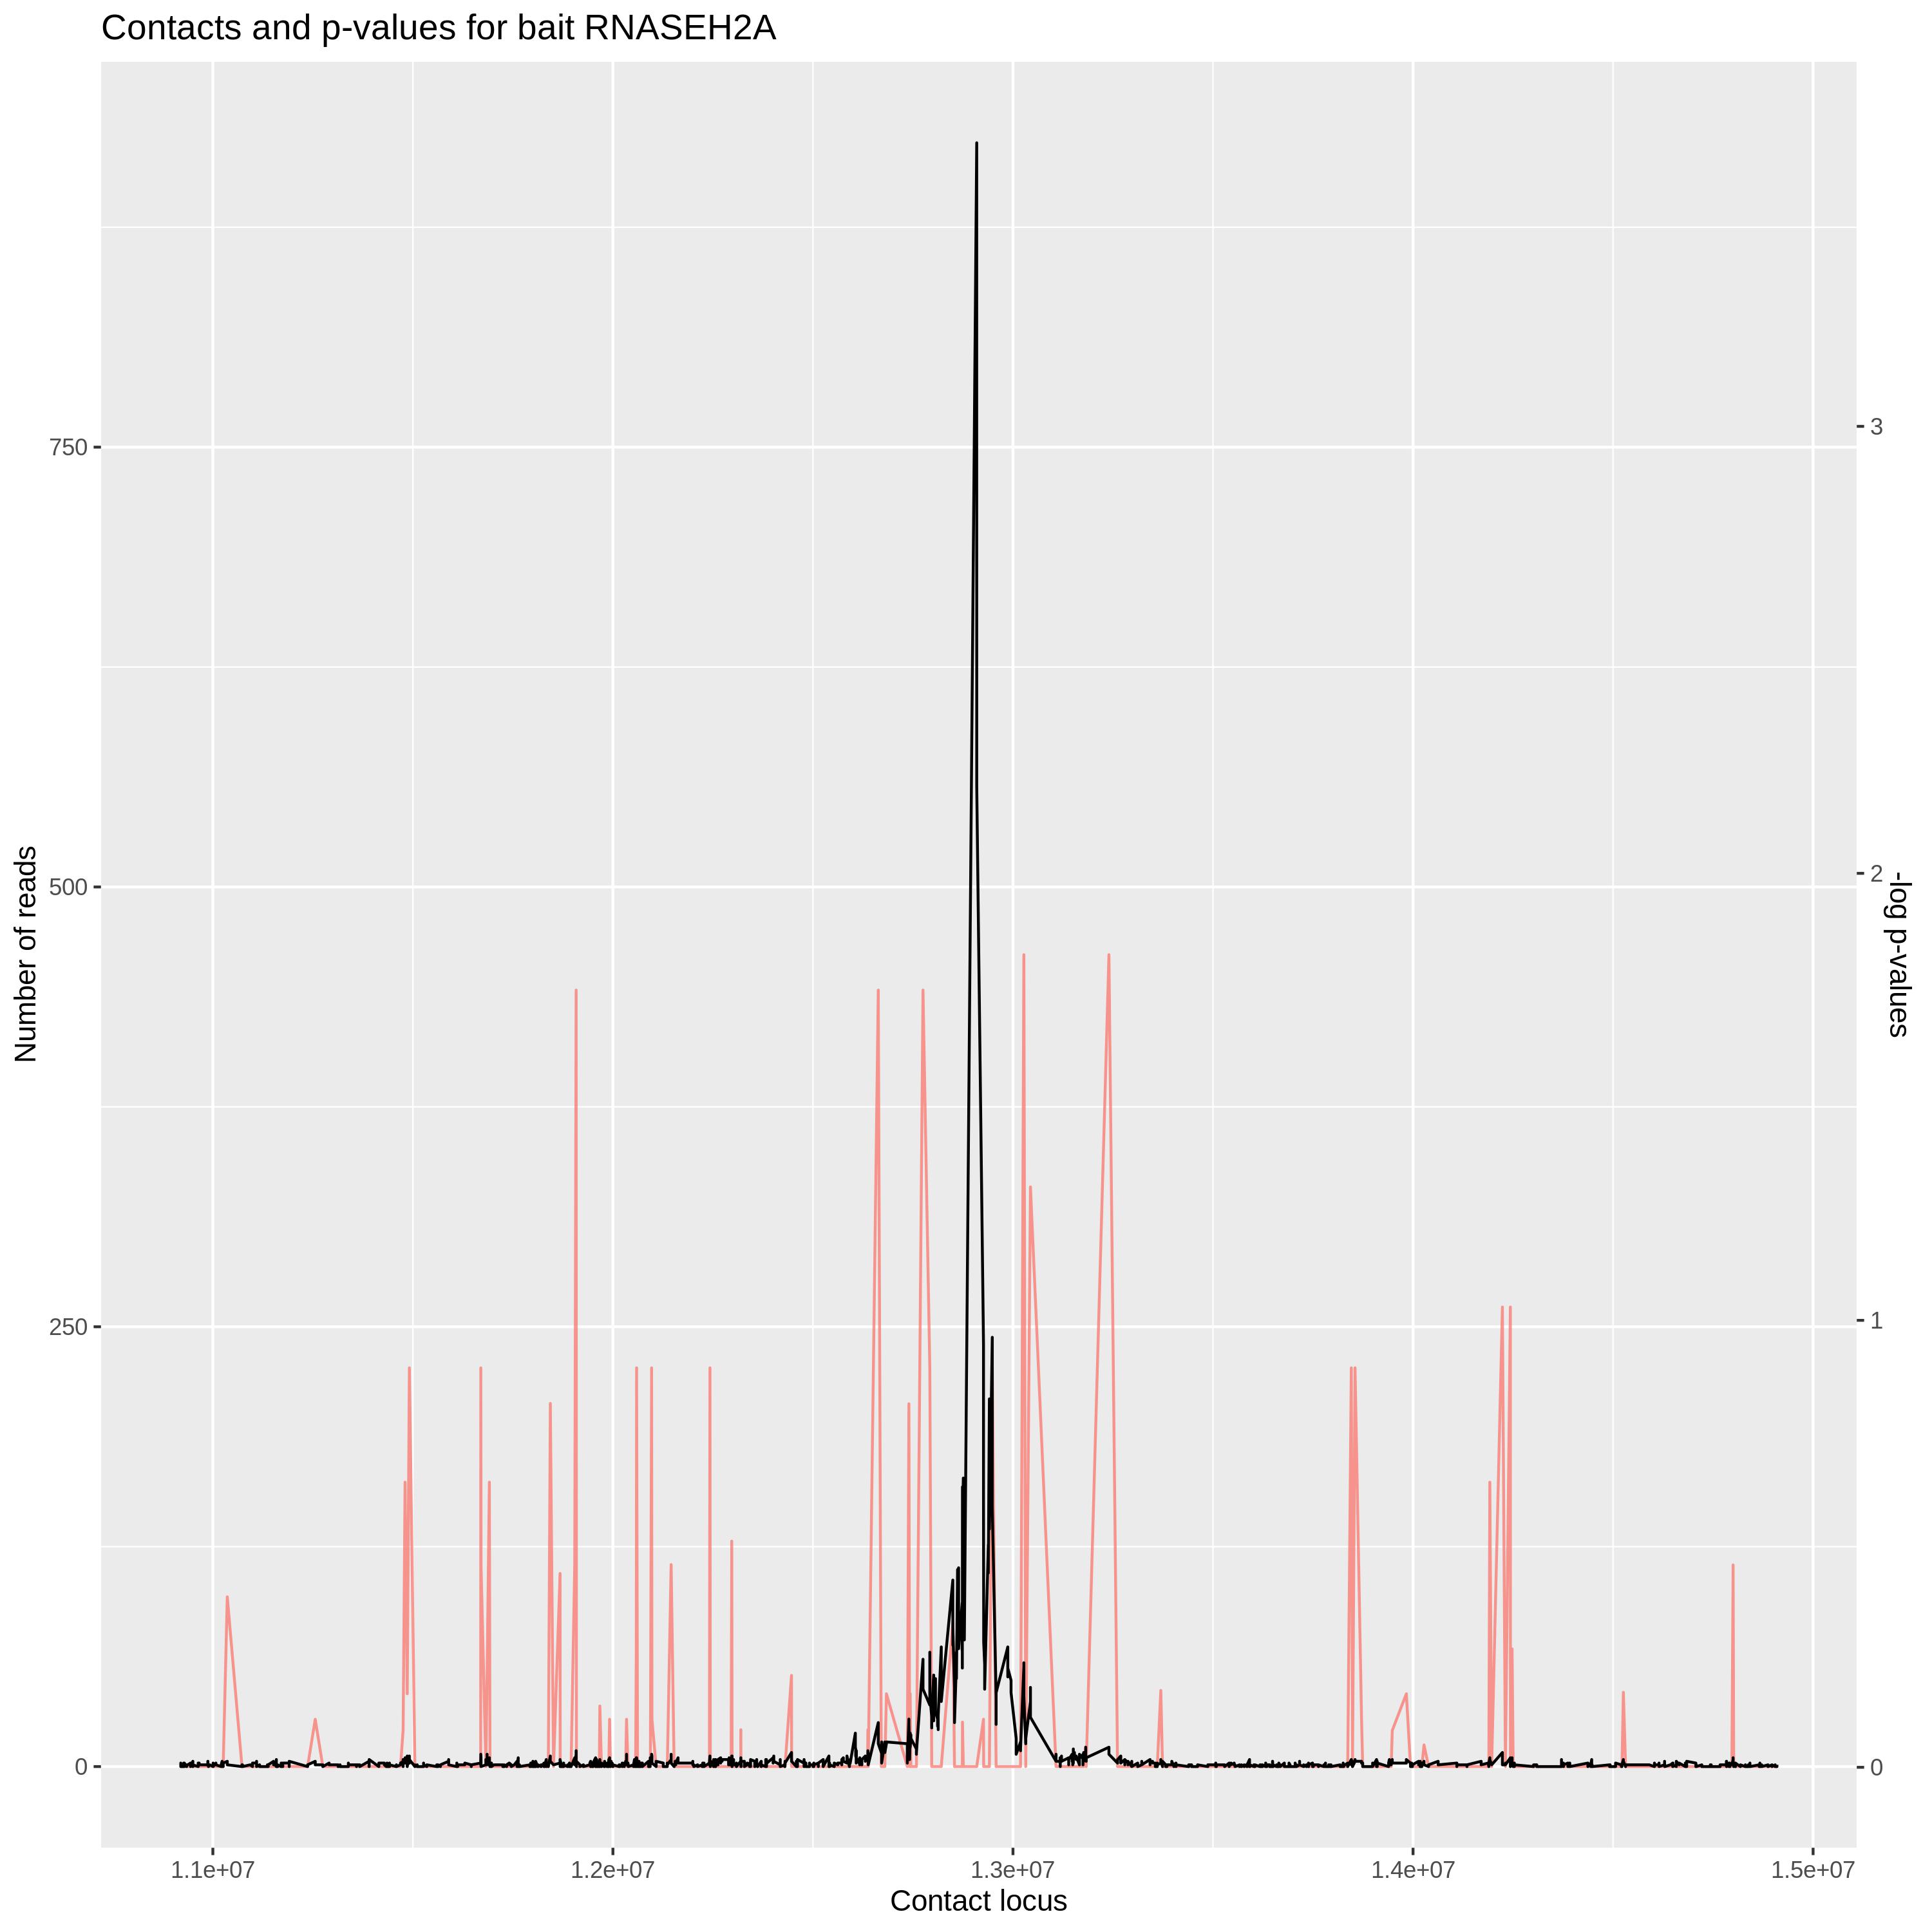 Contacts and p-values for bait RNASEH2A
Number of reads
750
500
250
0
3
2
1
0
-log p-values
1.1e+07
1.2e+07
1.3e+07
1.4e+07
1.5e+07
Contact locus